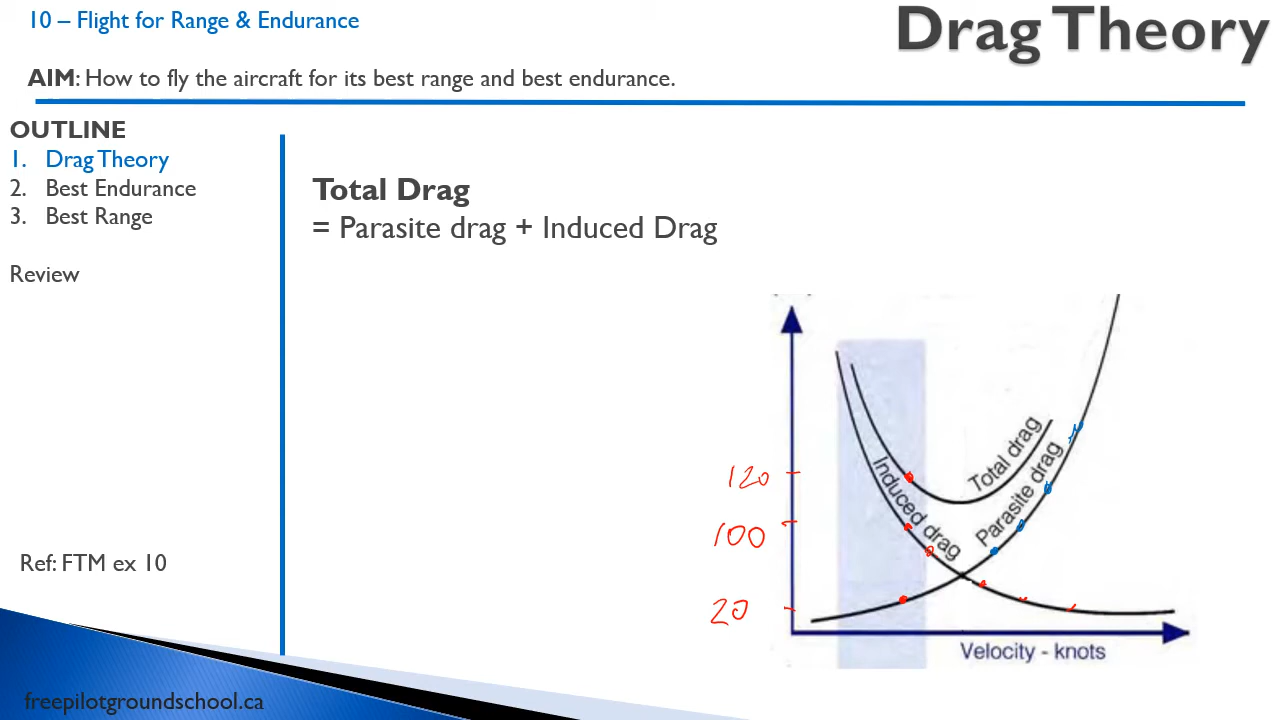 10 – Flight for Range & Endurance
Drag Theory
AIM: How to fly the aircraft for its best range and best endurance.
OUTLINE
1. Drag Theory
2. Best Endurance
3. Best Range
Review
Ref: FTM ex 10
freepilotgroundschool.ca
Total Drag
= Parasite drag + Induced Drag
120
100
20
Induced drag
Total drag
Parasite drag
Velocity - knots